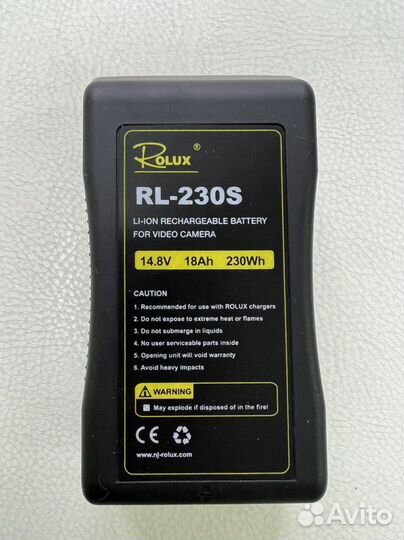 ROLUX ®
RL-230S
LI-ION RECHARGEABLE BATTERY
FOR VIDEO CAMERA
14.8V 18Ah 230Wh
CAUTION
1. Recommended for use with ROLUX chargers
2. Do not expose to extreme heat or flames
3. Do not submerge in liquids
4. No user serviceable parts inside
5. Opening unit will void warranty
6. Avoid heavy impacts
WARNING
May explode if disposed of in the fire!
CE
www.nj-rolux.com
Avito